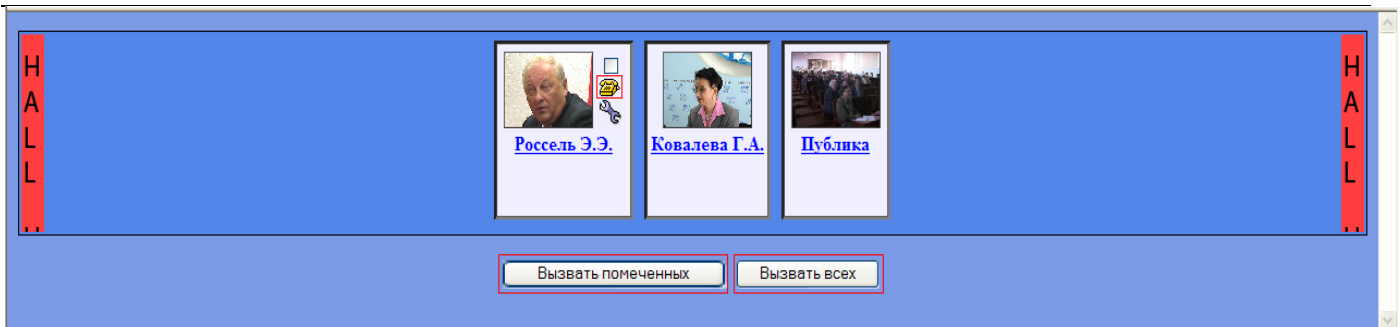 HALL
Россель Э.Э.
Ковалева Г.А.
Публика
HALL
Вызвать помеченных
Вызвать всех